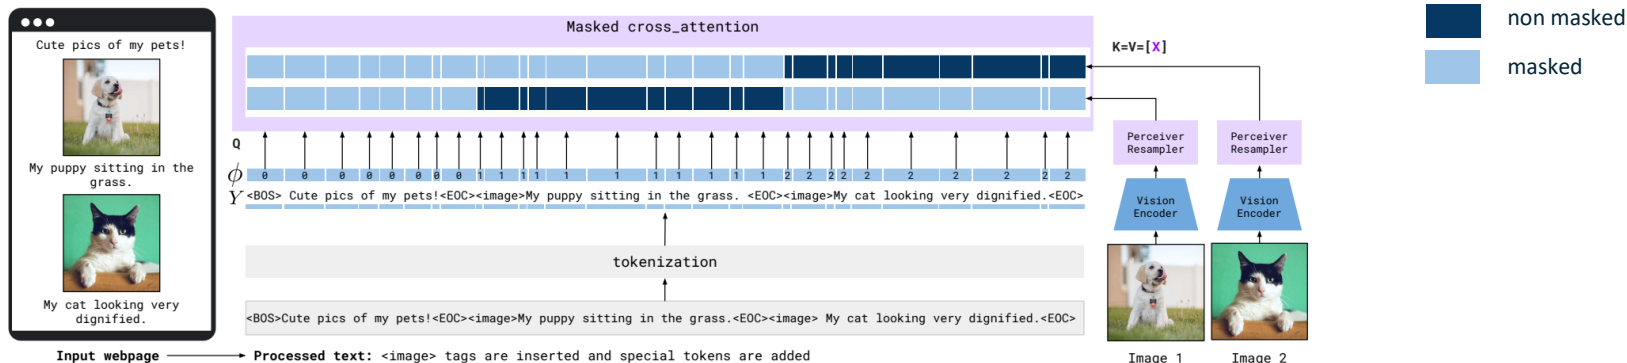 Cute pics of my pets!
My puppy sitting in the
grass.
My cat looking very
dignified.
Input webpage
Masked cross_attention
K=V=[X]
Q
ϕ 0 0 0 0 0 0 0 0 1 1 1 1 1 1 1 1 1 1 1 2 2 2 2 2 2 2 2 2 2
Y <BOS> Cute pics of my pets!<EOC><image>My puppy sitting in the grass. <EOC><image>My cat looking very dignified.<EOC>
tokenization
<BOS>Cute pics of my pets!<EOC><image>My puppy sitting in the grass.<EOC><image> My cat looking very dignified.<EOC>
Processed text: <image> tags are inserted and special tokens are added
Perceiver
Resampler
Perceiver
Resampler
Vision
Encoder
Vision
Encoder
Image 1
Image 2
non masked
masked